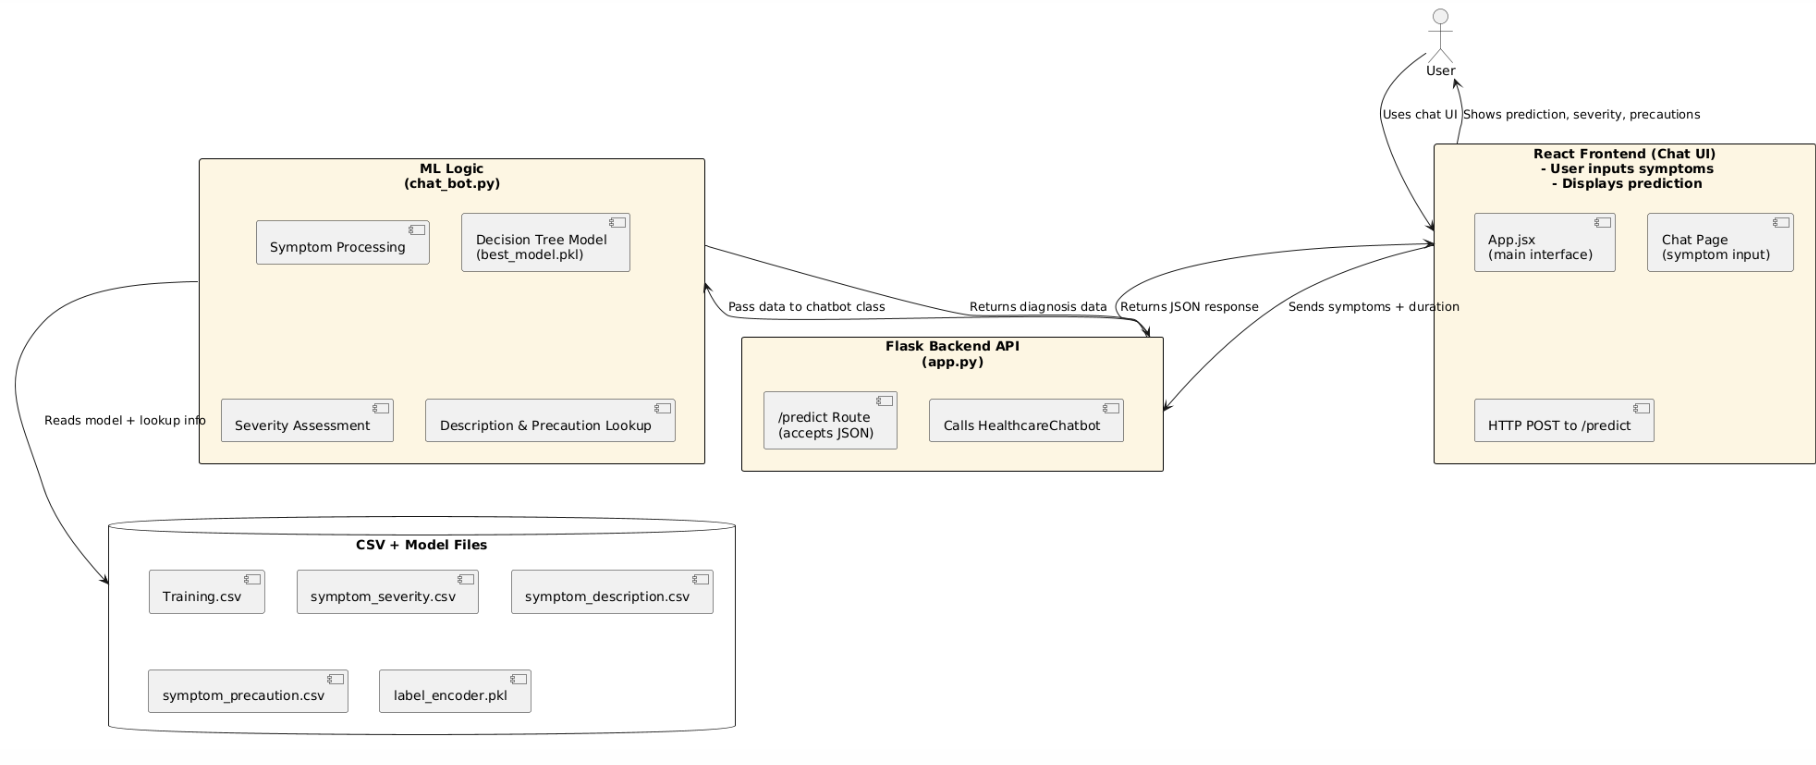 User
Uses chat UI
Shows prediction, severity, precautions
React Frontend (Chat UI)
- User inputs symptoms
- Displays prediction
App.jsx
(main interface)
Chat Page
(symptom input)
HTTP POST to /predict
ML Logic
(chat_bot.py)
Symptom Processing
Decision Tree Model
(best_model.pkl)
Severity Assessment
Description & Precaution Lookup
Pass data to chatbot class
Returns diagnosis data
Returns JSON response
Sends symptoms + duration
Flask Backend API
(app.py)
/predict Route
(accepts JSON)
Calls HealthcareChatbot
Reads model + lookup info
CSV + Model Files
Training.csv
symptom_severity.csv
symptom_description.csv
symptom_precaution.csv
label_encoder.pkl